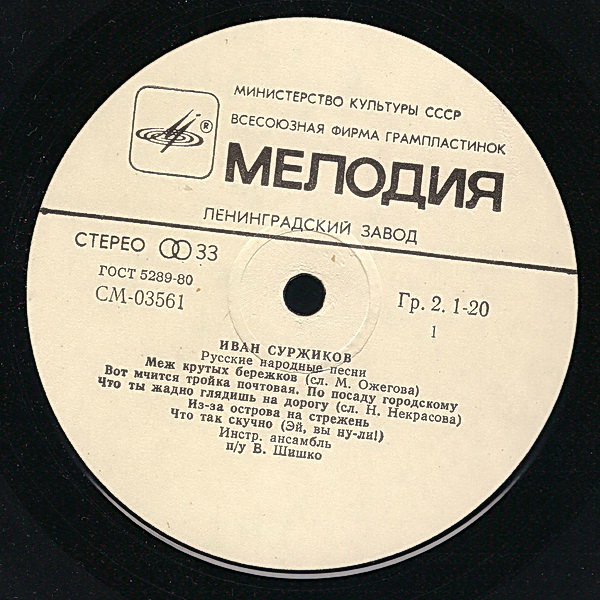 МИНИСТЕРСТВО КУЛЬТУРЫ СССР
ВСЕСОЮЗНАЯ ФИРМА ГРАМПЛАСТИНОК
®
МЕЛОДИЯ
ЛЕНИНГРАДСКИЙ ЗАВОД
СТЕРЕО 33
ГОСТ 5289-80
СМ-03561
Гр. 2. 1-20
1
ИВАН СУРЖИКОВ
Русские народные песни
Меж крутых бережков (сл. М. Ожегова)
Вот мчится тройка почтовая. По посаду городскому
Что ты жадно глядишь на дорогу (сл. Н. Некрасова)
Из-за острова на стрежень
Что так скучно (Эй, вы ну-ли!)
Инстр. ансамбль
п/у В. Шишко